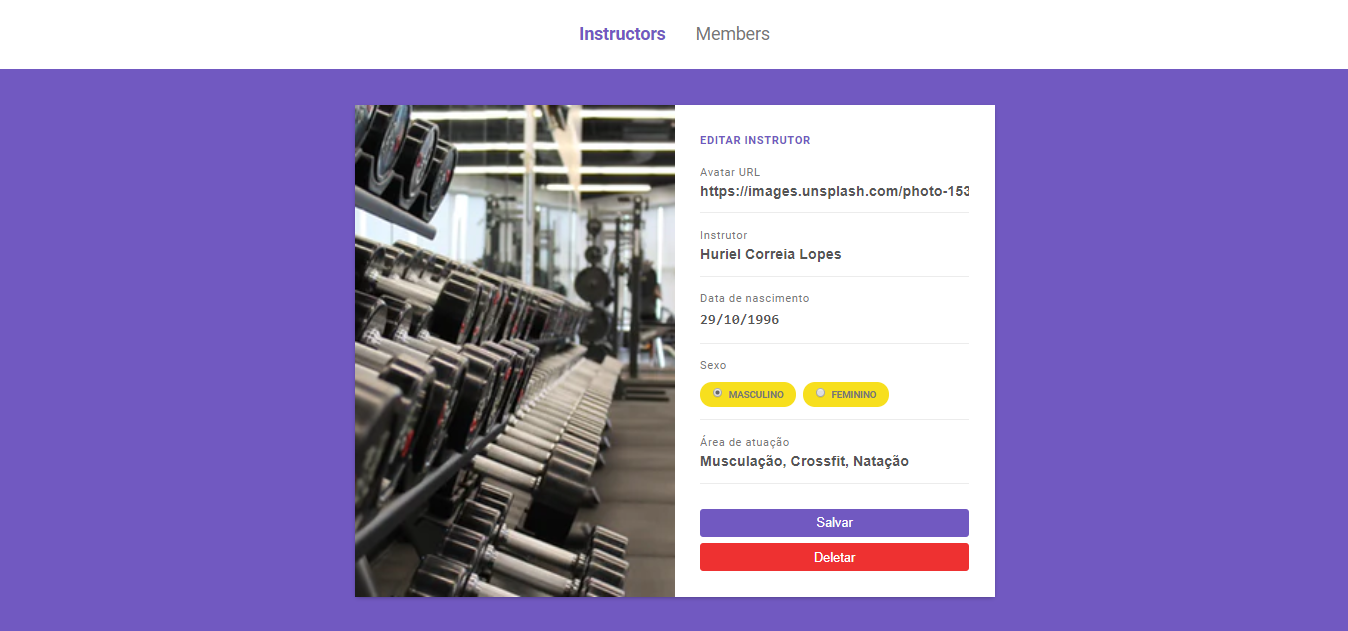 Instructors Members
EDITAR INSTRUTOR
Avatar URL
https://images.unsplash.com/photo-153
Instrutor
Huriel Correia Lopes
Data de nascimento
29/10/1996
Sexo
MASCULINO FEMININO
Área de atuação
Musculação, Crossfit, Natação
Salvar
Deletar